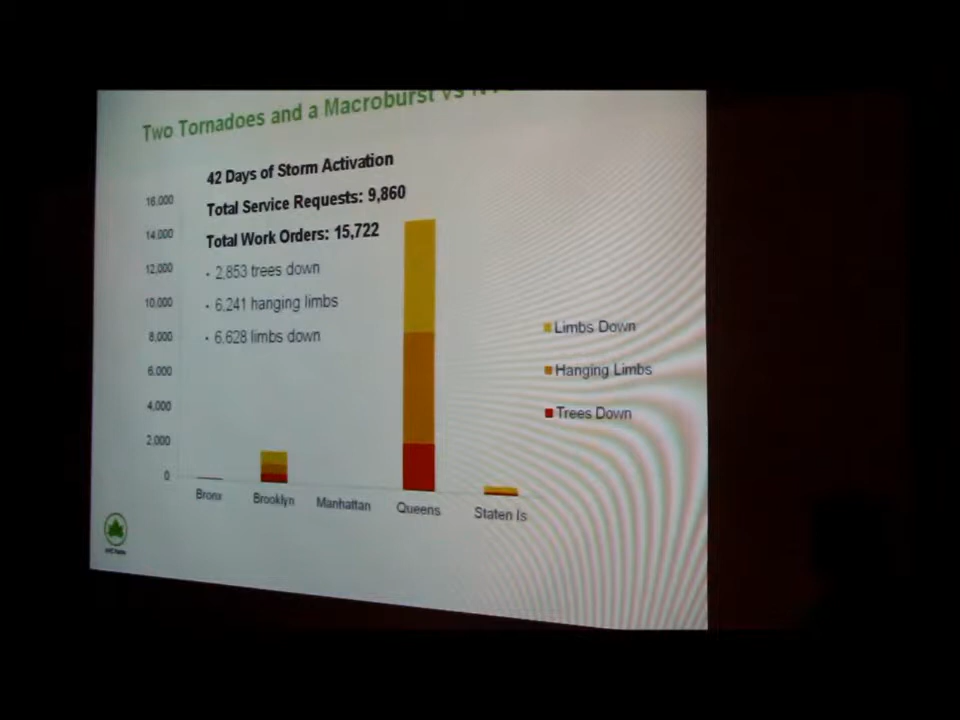 Two Tornadoes and a Macroburst vs
42 Days of Storm Activation
Total Service Requests: 9,860
Total Work Orders: 15,722
• 2,853 trees down
• 6,241 hanging limbs
• 6,628 limbs down
16,000
14,000
12,000
10,000
8,000
6,000
4,000
2,000
0
Bronx
Brooklyn
Manhattan
Queens
Staten Is
Limbs Down
Hanging Limbs
Trees Down